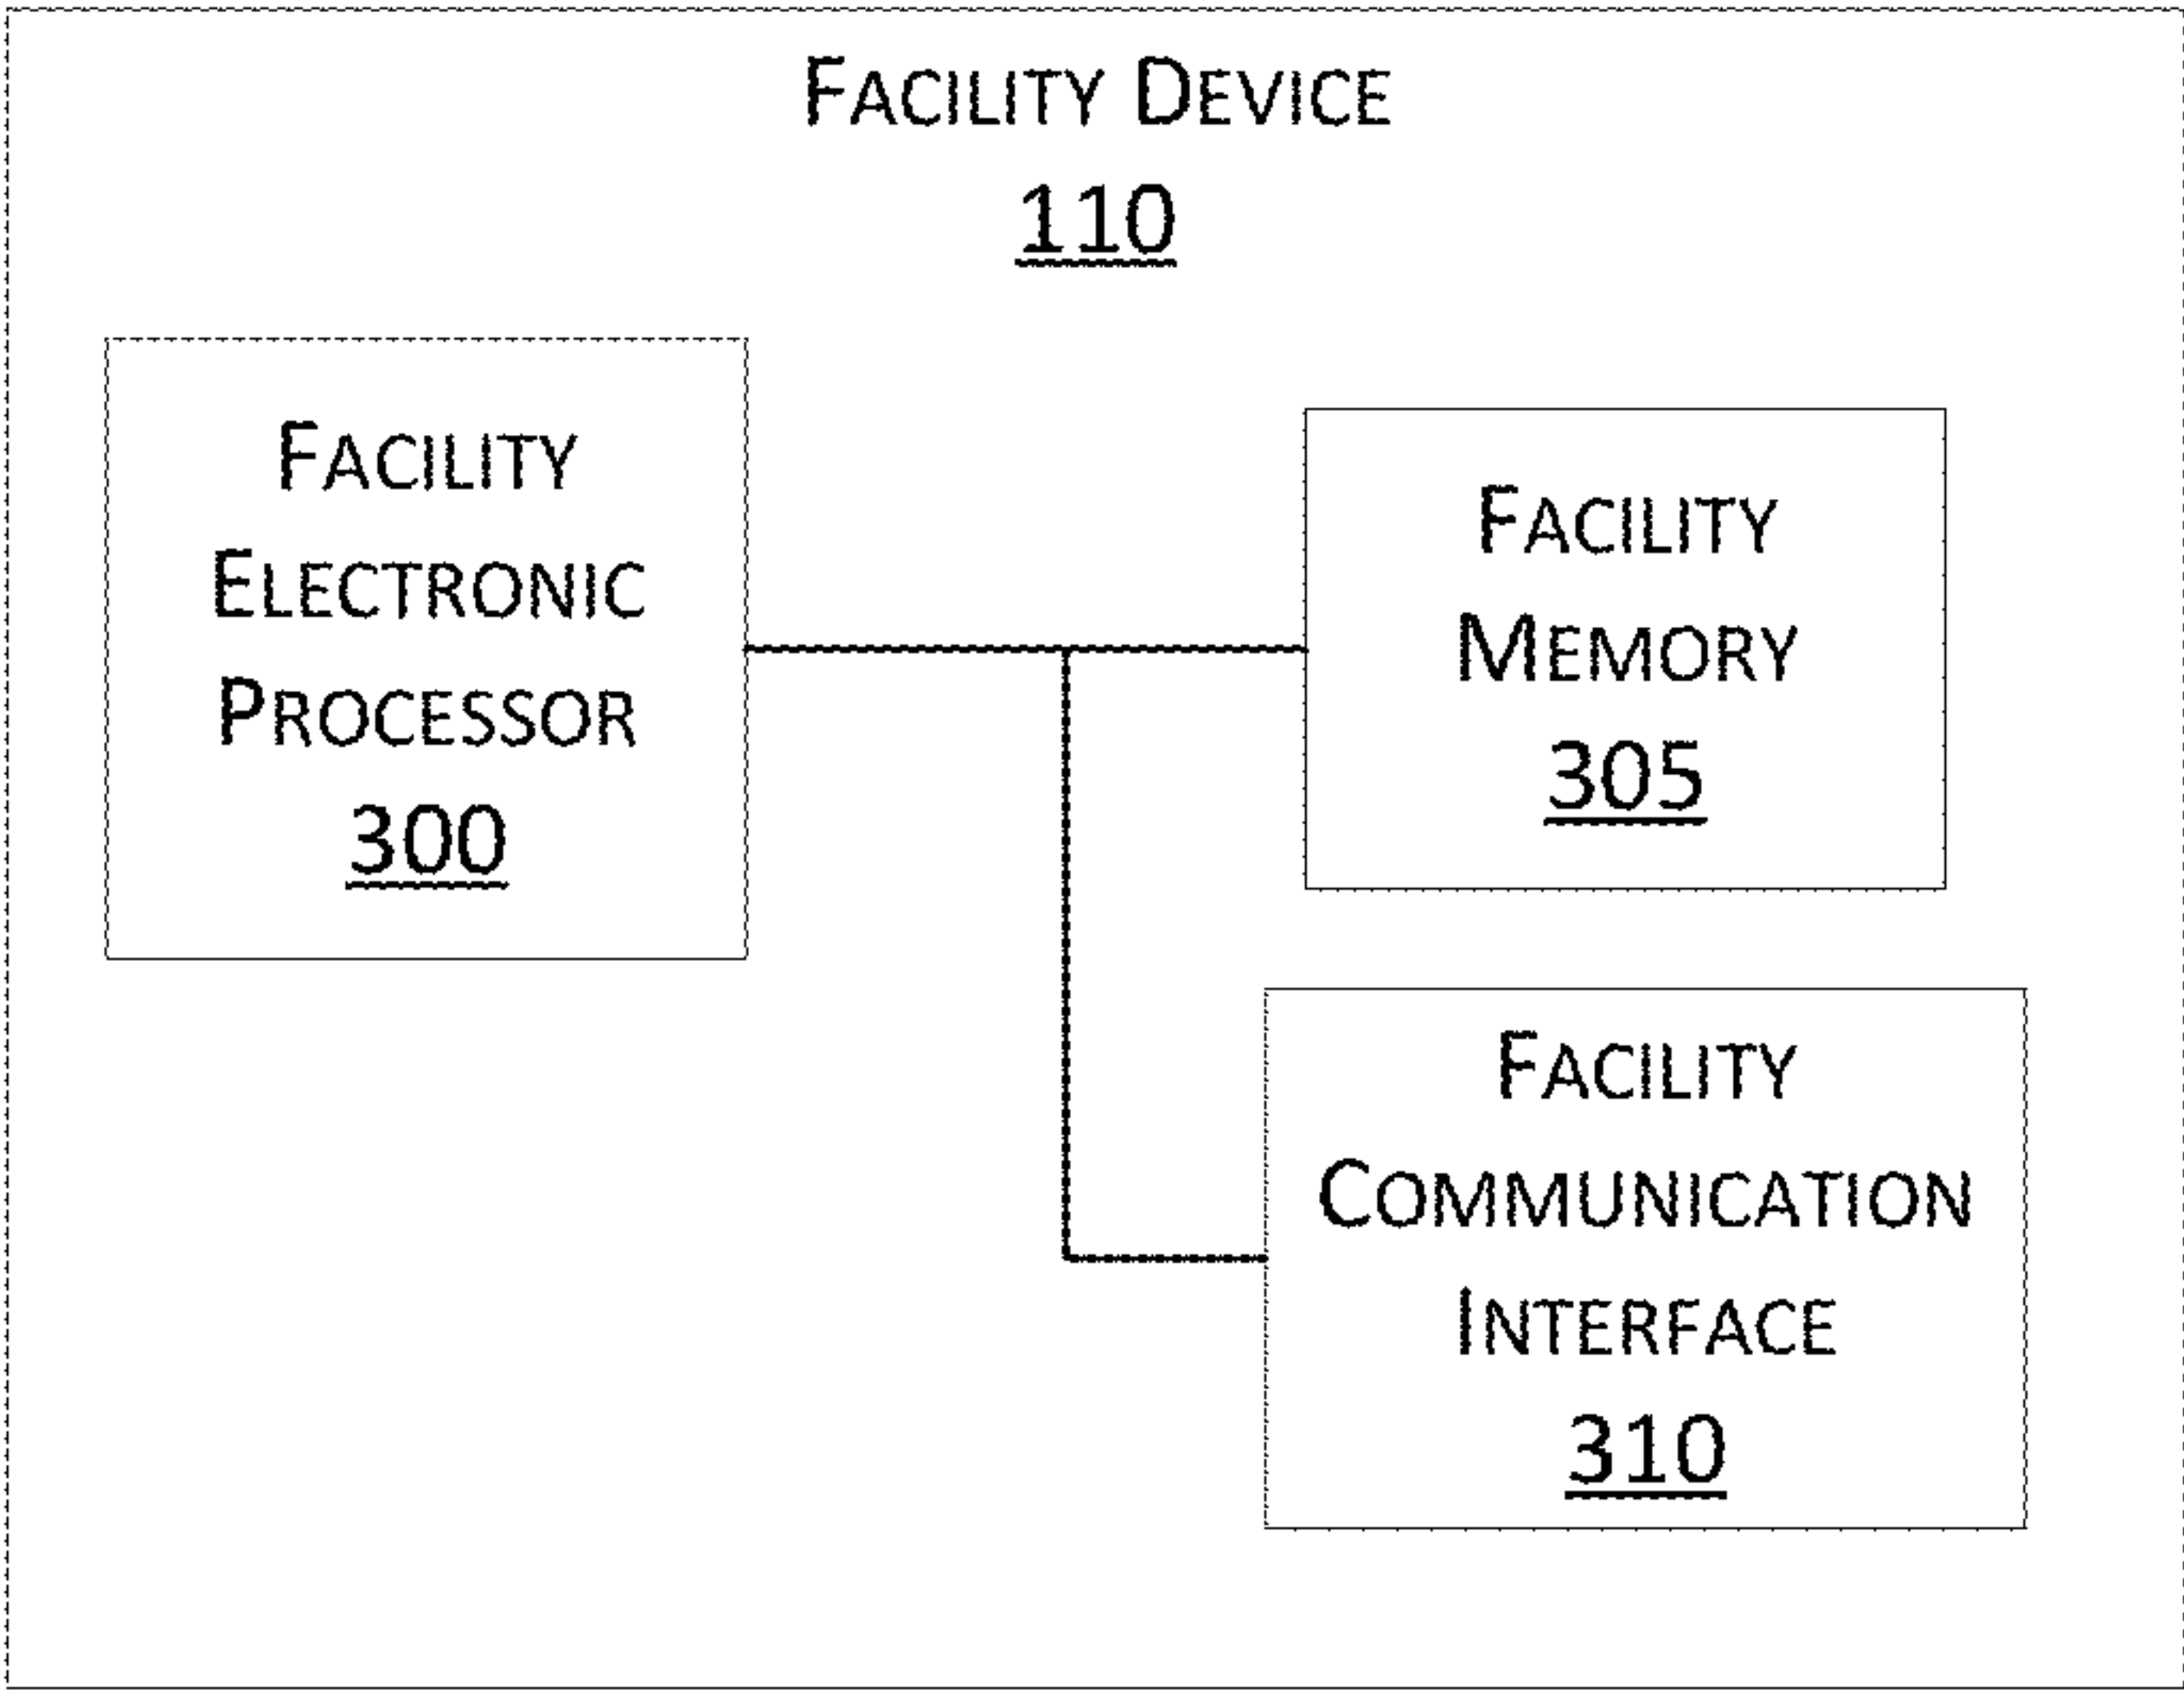 FACILITY DEVICE
110
FACILITY
ELECTRONIC
PROCESSOR
300
FACILITY
MEMORY
305
FACILITY
COMMUNICATION
INTERFACE
310